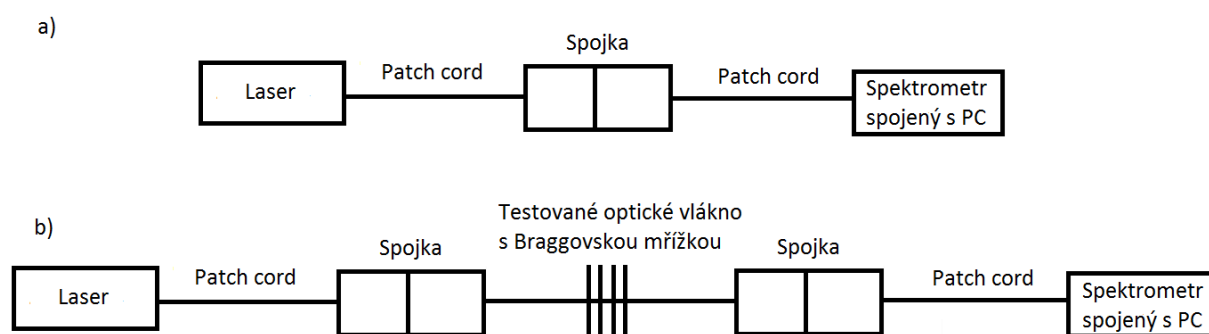 a)
Spojka
Patch cord
Patch cord
Laser
Spektrometr
spojený s PC
b)
Testované optické vlákno
s Braggovskou mřížkou
Spojka
Spojka
Patch cord
Patch cord
Laser
Spektrometr
spojený s PC